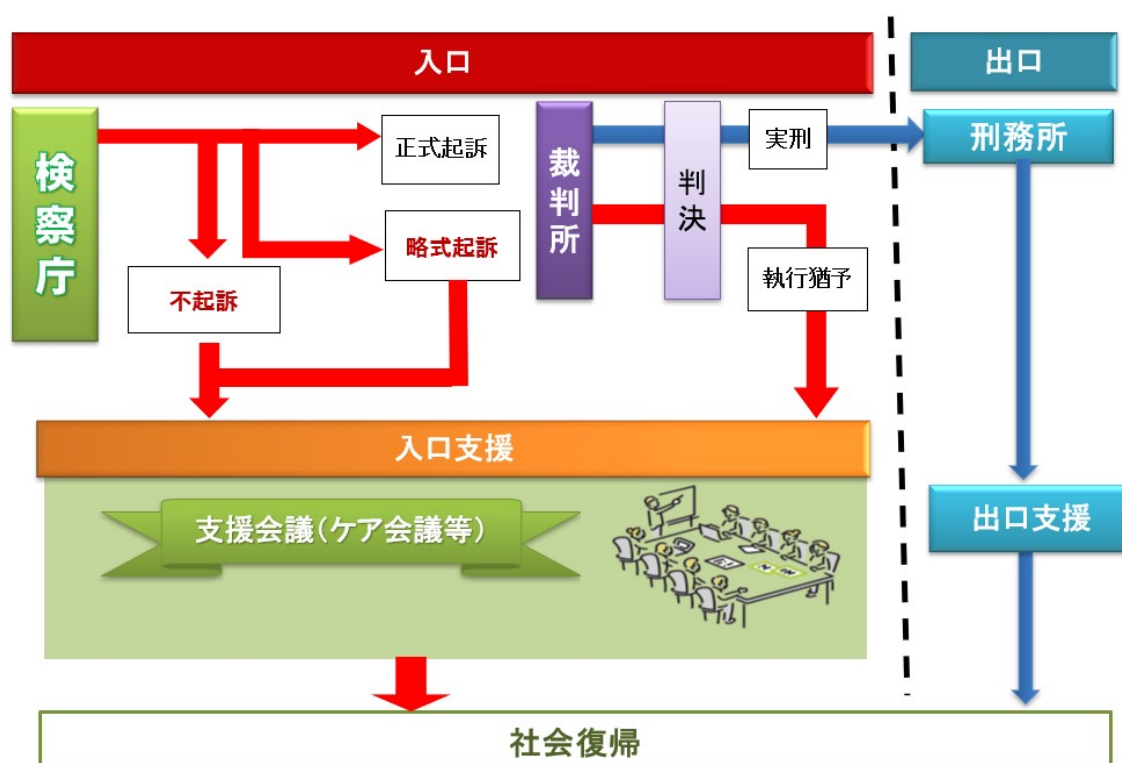 入口
出口
検察庁
正式起訴
略式起訴
不起訴
裁判所
判決
実刑
執行猶予
刑務所
入口支援
支援会議(ケア会議等)
出口支援
社会復帰